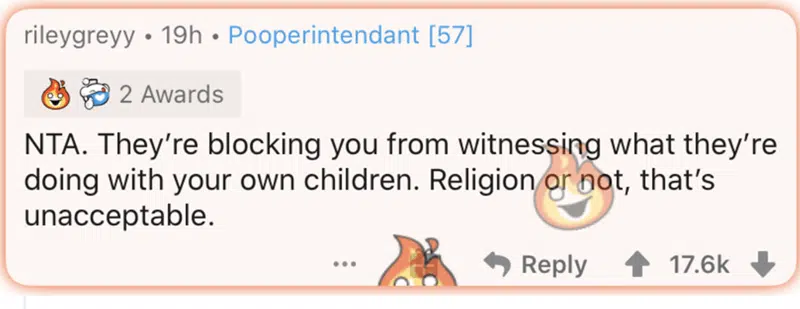 rileygreyy • 19h • Pooperintendant [57]
2 Awards
NTA. They’re blocking you from witnessing what they’re
doing with your own children. Religion or not, that’s
unacceptable.
... Reply 17.6k